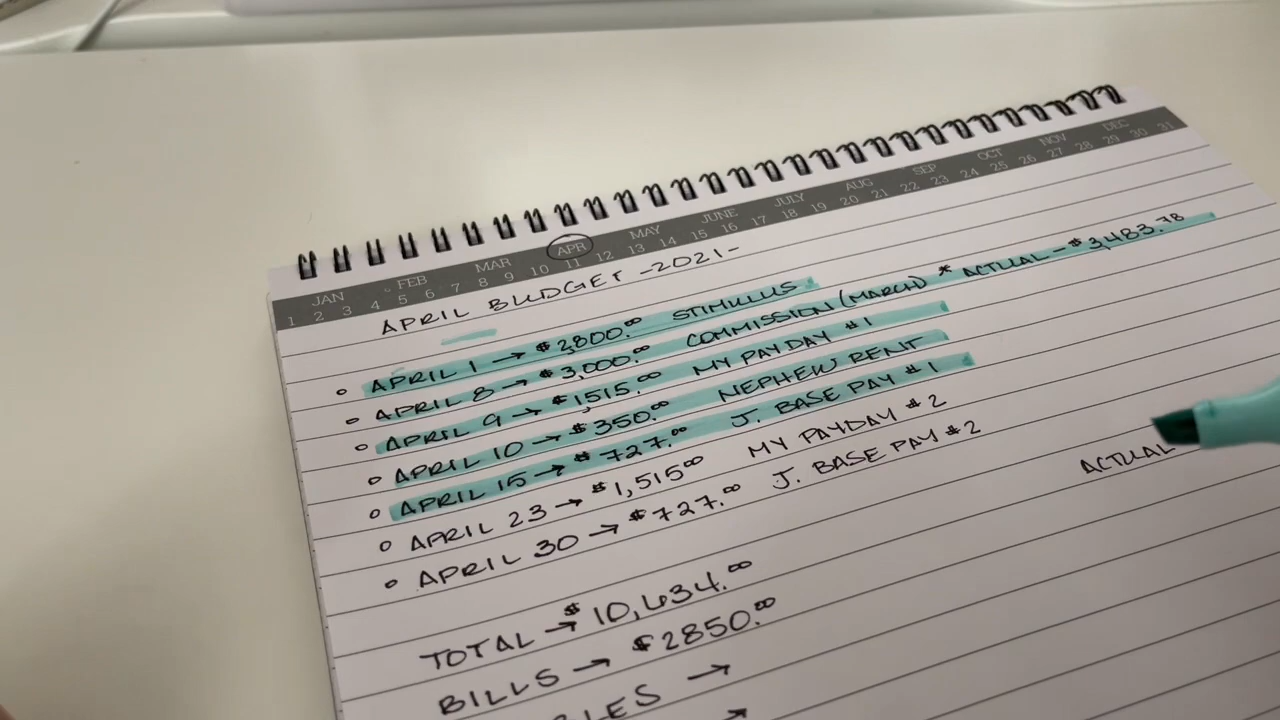 JAN FEB MAR APR MAY JUNE JULY AUG SEP OCT NOV DEC
1 2 3 4 5 6 7 8 9 10 11 12 13 14 15 16 17 18 19 20 21 22 23 24 25 26 27 28 29 30 31
APRIL BUDGET -2021-
APRIL 1 → $2,800.00 STIMULUS
APRIL 8 → $3,000.00 COMMISSION (MARCH) * ACTUAL - $3,483.78
APRIL 9 → $1,515.00 MY PAYDAY #1
APRIL 10 → $350.00 NEPHEW RENT
APRIL 15 → $727.00 J. BASE PAY #1
APRIL 23 → $1,515.00 MY PAYDAY #2
APRIL 30 → $727.00 J. BASE PAY #2
ACTUAL
TOTAL → $10,634.00
BILLS → $2850.00
→
→